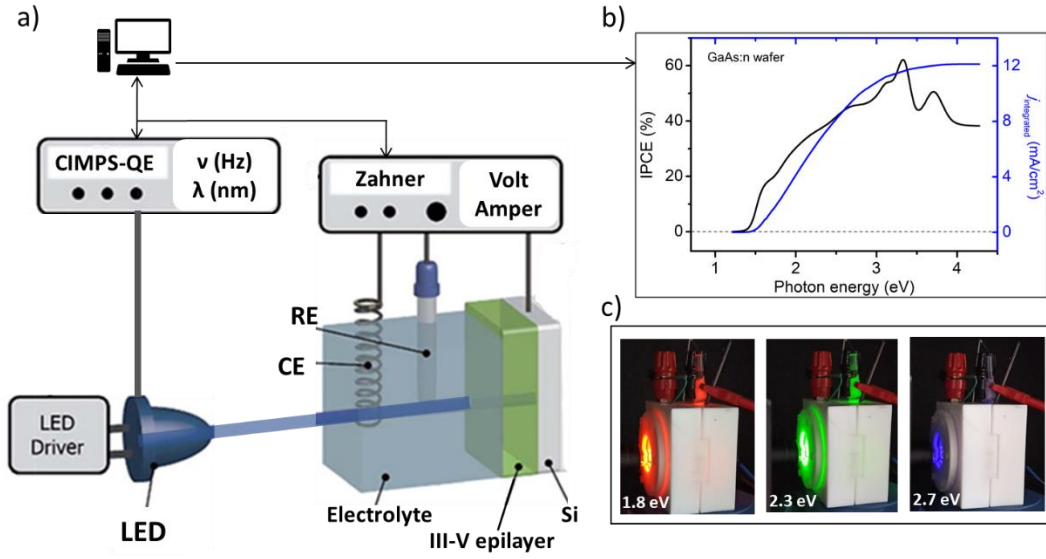 a)
CIMPS-QE
ν (Hz)
λ (nm)
Zahner
Volt
Amper
RE
CE
LED
Driver
LED
Electrolyte
III-V epilayer
Si
b)
GaAs:n wafer
IPCE (%)
60
40
20
0
12
8
4
0
Jintegrated (mA/cm²)
1
2
3
4
Photon energy (eV)
c)
1.8 eV
2.3 eV
2.7 eV